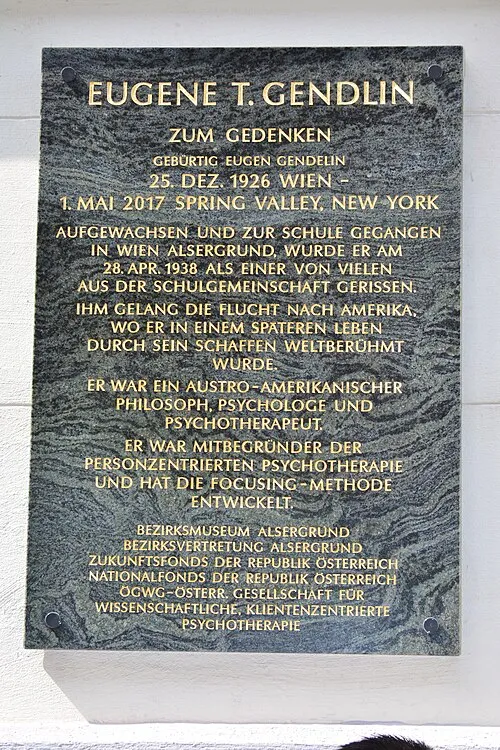 EUGENE T. GENDLIN
ZUM GEDENKEN
GEBÜRTIG EUGEN GENDELIN
25. DEZ. 1926 WIEN –
1. MAI 2017 SPRING VALLEY, NEW YORK
AUFGEWACHSEN UND ZUR SCHULE GEGANGEN
IN WIEN ALSERGRUND, WURDE ER AM
28. APR. 1938 ALS EINER VON VIELEN
AUS DER SCHULGEMEINSCHAFT GERISSEN.
IHM GELANG DIE FLUCHT NACH AMERIKA,
WO ER IN EINEM SPÄTEREN LEBEN
DURCH SEIN SCHAFFEN WELTBERÜHMT
WURDE.
ER WAR EIN AUSTRO-AMERIKANISCHER
PHILOSOPH, PSYCHOLOGE UND
PSYCHOTHERAPEUT.
ER WAR MITBEGRÜNDER DER
PERSONZENTRIERTEN PSYCHOTHERAPIE
UND HAT DIE FOCUSING-METHODE
ENTWICKELT.
BEZIRKSMUSEUM ALSERGRUND
BEZIRKSVERTRETUNG ALSERGRUND
ZUKUNFTSFONDS DER REPUBLIK ÖSTERREICH
NATIONALFONDS DER REPUBLIK ÖSTERREICH
ÖGWG-ÖSTERR. GESELLSCHAFT FÜR
WISSENSCHAFTLICHE, KLIENTENZENTRIERTE
PSYCHOTHERAPIE